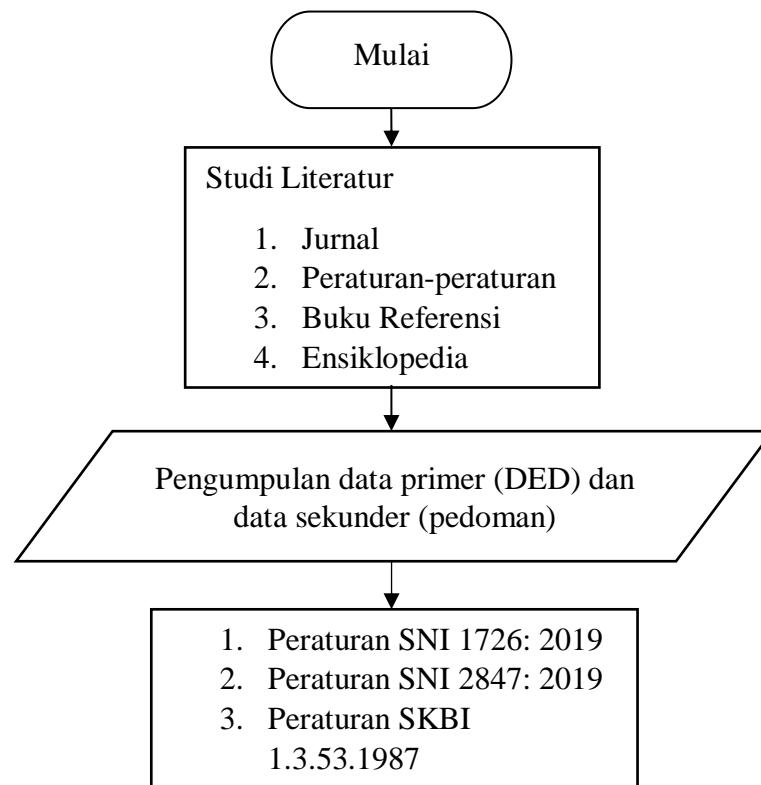 Mulai
Studi Literatur
1. Jurnal
2. Peraturan-peraturan
3. Buku Referensi
4. Ensiklopedia
Pengumpulan data primer (DED) dan
data sekunder (pedoman)
1. Peraturan SNI 1726: 2019
2. Peraturan SNI 2847: 2019
3. Peraturan SKBI
1.3.53.1987